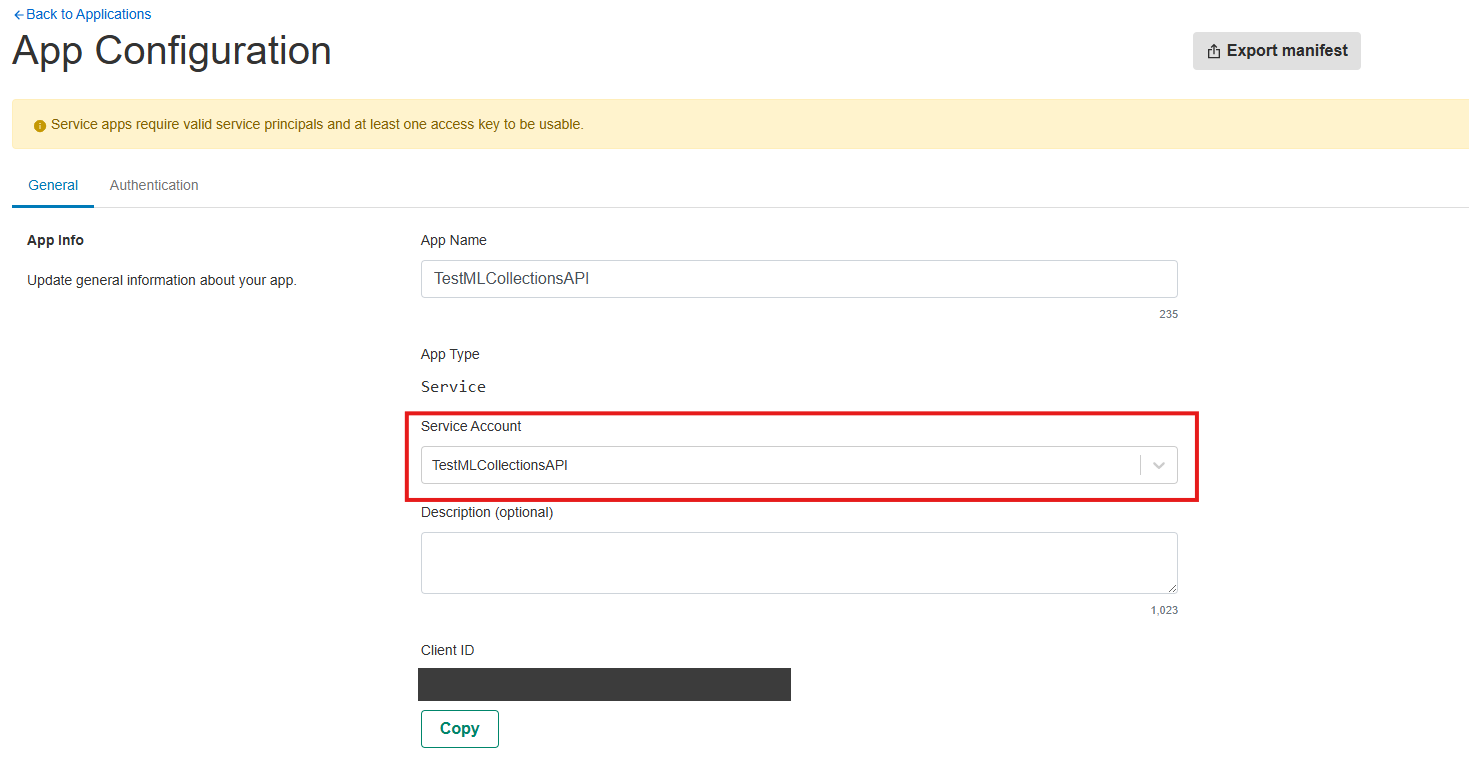 Back to Applications
App Configuration
Export manifest
Service apps require valid service principals and at least one access key to be usable.
General
Authentication
App Info
Update general information about your app.
App Name
TestMLCollectionsAPI
235
App Type
Service
Service Account
TestMLCollectionsAPI
Description (optional)
1,023
Client ID
Copy